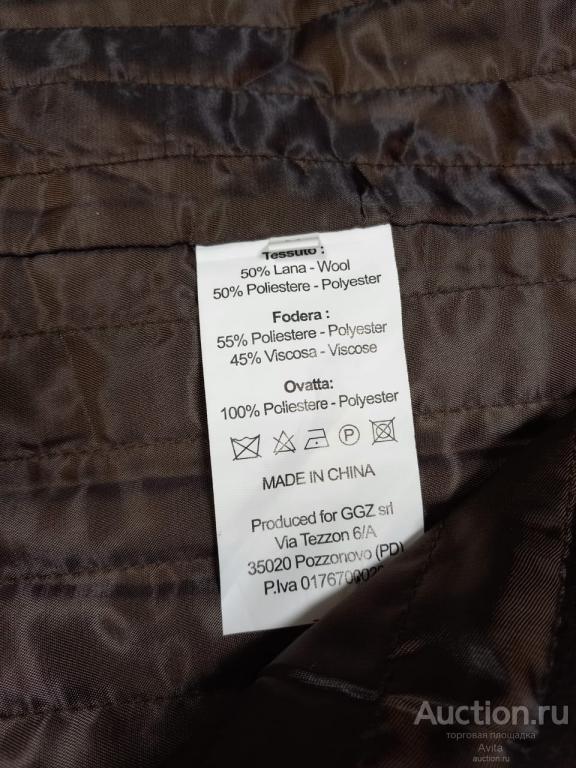 Tessuto :
50% Lana - Wool
50% Poliestere - Polyester
Fodera :
55% Poliestere - Polyester
45% Viscosa - Viscose
Ovatta:
100% Poliestere - Polyester
P
MADE IN CHINA
Produced for GGZ srl
Via Tezzon 6/A
35020 Pozzonovo (PD)
P.Iva
Auction.ru
торговая площадка
Avita
auction.ru